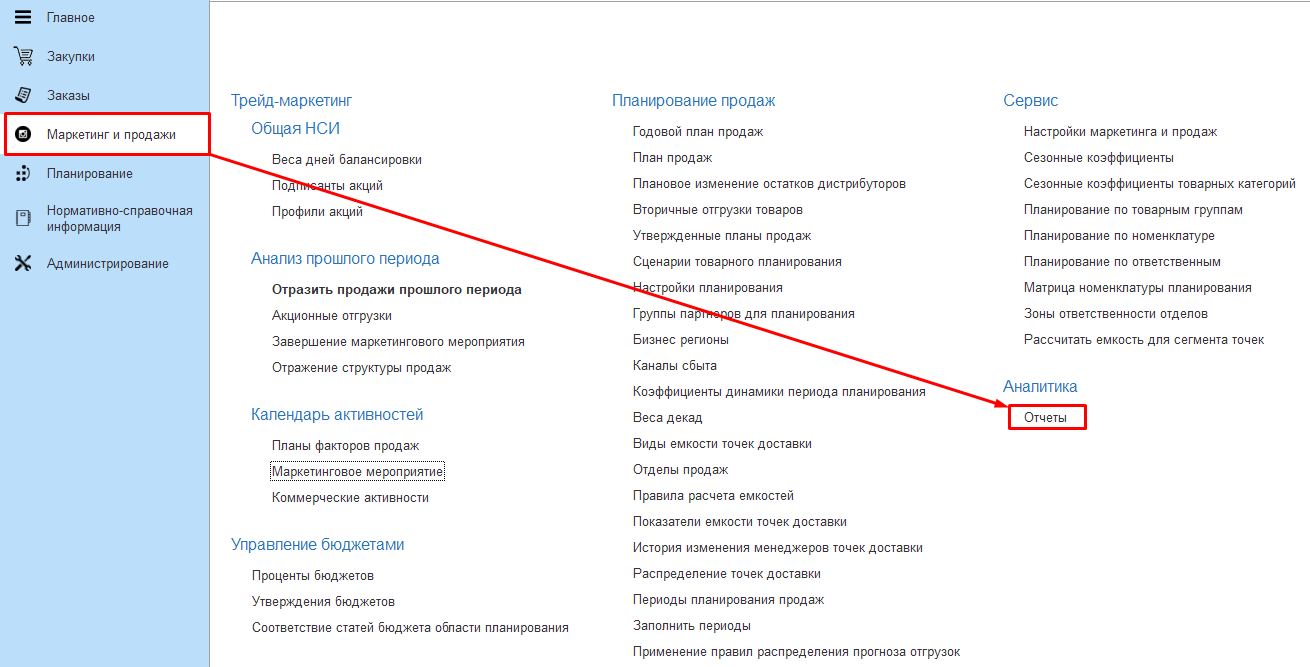 Главное
Закупки
Заказы
Маркетинг и продажи
Планирование
Нормативно-справочная
информация
Администрирование
Трейд-маркетинг
Общая НСИ
Веса дней балансировки
Подписанты акций
Профили акций
Анализ прошлого периода
Отразить продажи прошлого периода
Акционные отгрузки
Завершение маркетингового мероприятия
Отражение структуры продаж
Календарь активностей
Планы факторов продаж
Маркетинговое мероприятие
Коммерческие активности
Управление бюджетами
Проценты бюджетов
Утверждения бюджетов
Соответствие статей бюджета области планирования
Планирование продаж
Годовой план продаж
План продаж
Плановое изменение остатков дистрибуторов
Вторичные отгрузки товаров
Утвержденные планы продаж
Сценарии товарного планирования
Настройки планирования
Группы партнеров для планирования
Бизнес регионы
Каналы сбыта
Коэффициенты динамики периода планирования
Веса декад
Виды емкости точек доставки
Отделы продаж
Правила расчета емкостей
Показатели емкости точек доставки
История изменения менеджеров точек доставки
Распределение точек доставки
Периоды планирования продаж
Заполнить периоды
Применение правил распределения прогноза отгрузок
Сервис
Настройки маркетинга и продаж
Сезонные коэффициенты
Сезонные коэффициенты товарных категорий
Планирование по товарным группам
Планирование по номенклатуре
Планирование по ответственным
Матрица номенклатуры планирования
Зоны ответственности отделов
Рассчитать емкость для сегмента точек
Аналитика
Отчеты